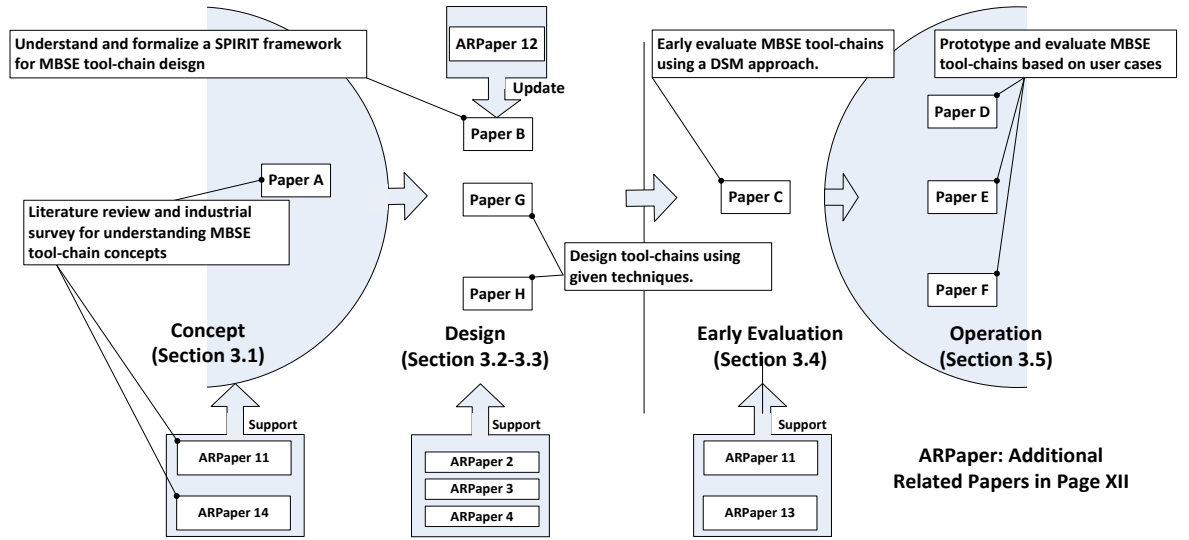 Understand and formalize a SPIRIT framework
for MBSE tool-chain deisgn
ARPaper 12
Update
Early evaluate MBSE tool-chains
using a DSM approach.
Prototype and evaluate MBSE
tool-chains based on user cases
Paper B
Paper D
Paper A
Paper G
Paper C
Paper E
Literature review and industrial
survey for understanding MBSE
tool-chain concepts
Design tool-chains using
given techniques.
Paper H
Paper F
Concept
(Section 3.1)
Design
(Section 3.2-3.3)
Early Evaluation
(Section 3.4)
Operation
(Section 3.5)
Support
Support
Support
ARPaper 11
ARPaper 14
ARPaper 2
ARPaper 3
ARPaper 4
ARPaper 11
ARPaper 13
ARPaper: Additional
Related Papers in Page XII